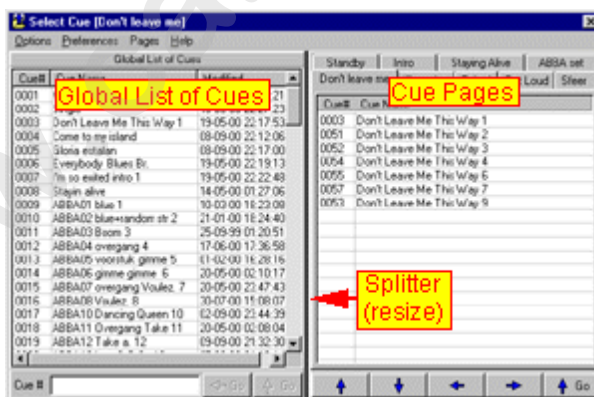 Select Cue [Don't leave me]
Options Preferences Pages Help
Global List of Cues
Cue# Cue Name Modified
Global List of Cues
0001 21
0002 23
0003 Don't Leave Me This Way 1 19-05-00 22:17:53
0004 Come to my island 08-09-00 22:12:06
0005 Gloria estafan 08-09-00 22:17:00
0006 Everybody Blues Br. 19-05-00 22:19:13
0007 I'm so exited intro 1 19-05-00 22:22:48
0008 Stayin alive 14-05-00 01:27:06
0009 ABBA01 blue 1 10-03-00 16:23:09
0010 ABBA02 blue+random str 2 21-01-00 18:24:40
0011 ABBA03 Boom 3 25-09-99 01:20:51
0012 ABBA04 overgang 4 17-06-00 17:36:58
0013 ABBA05 voorstuk gimme 5 01-02-00 16:28:16
0014 ABBA06 gimme gimme 6 20-05-00 02:10:17
0015 ABBA07 overgang Voulez. 7 20-05-00 23:47:43
0016 ABBA08 Voulez. 8 30-07-00 15:08:07
0017 ABBA10 Dancing Queen 10 02-09-00 23:44:39
0018 ABBA11 Overgang Take 11 20-05-00 02:08:04
0019 ABBA12 Take a. 12 09-09-00 21:32:30
Cue # Go Go
Standby Intro Staying Alive ABBA set
Don't leave me Loud Sfeer
Cue Pages
Cue# Cue
0003 Don't Leave Me This Way 1
0051 Don't Leave Me This Way 2
0052 Don't Leave Me This Way 3
0054 Don't Leave Me This Way 4
0055 Don't Leave Me This Way 6
0057 Don't Leave Me This Way 7
0053 Don't Leave Me This Way 9
Splitter
(resize)
Go